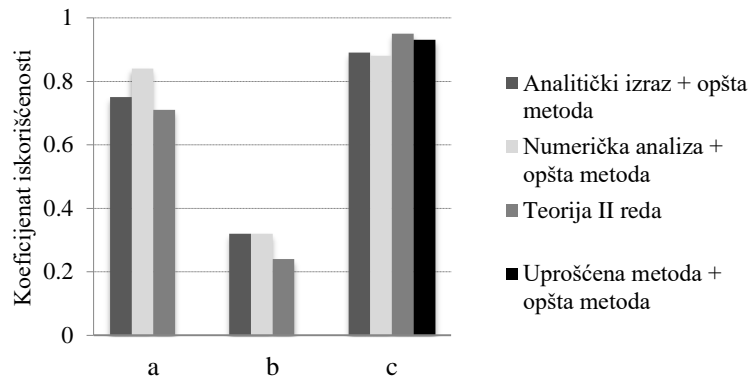 Koeficijenat iskorišćenosti
1
0.8
0.6
0.4
0.2
0
a
b
c
Analitički izraz + opšta
metoda
Numerička analiza +
opšta metoda
Teorija II reda
Uprošćena metoda +
opšta metoda